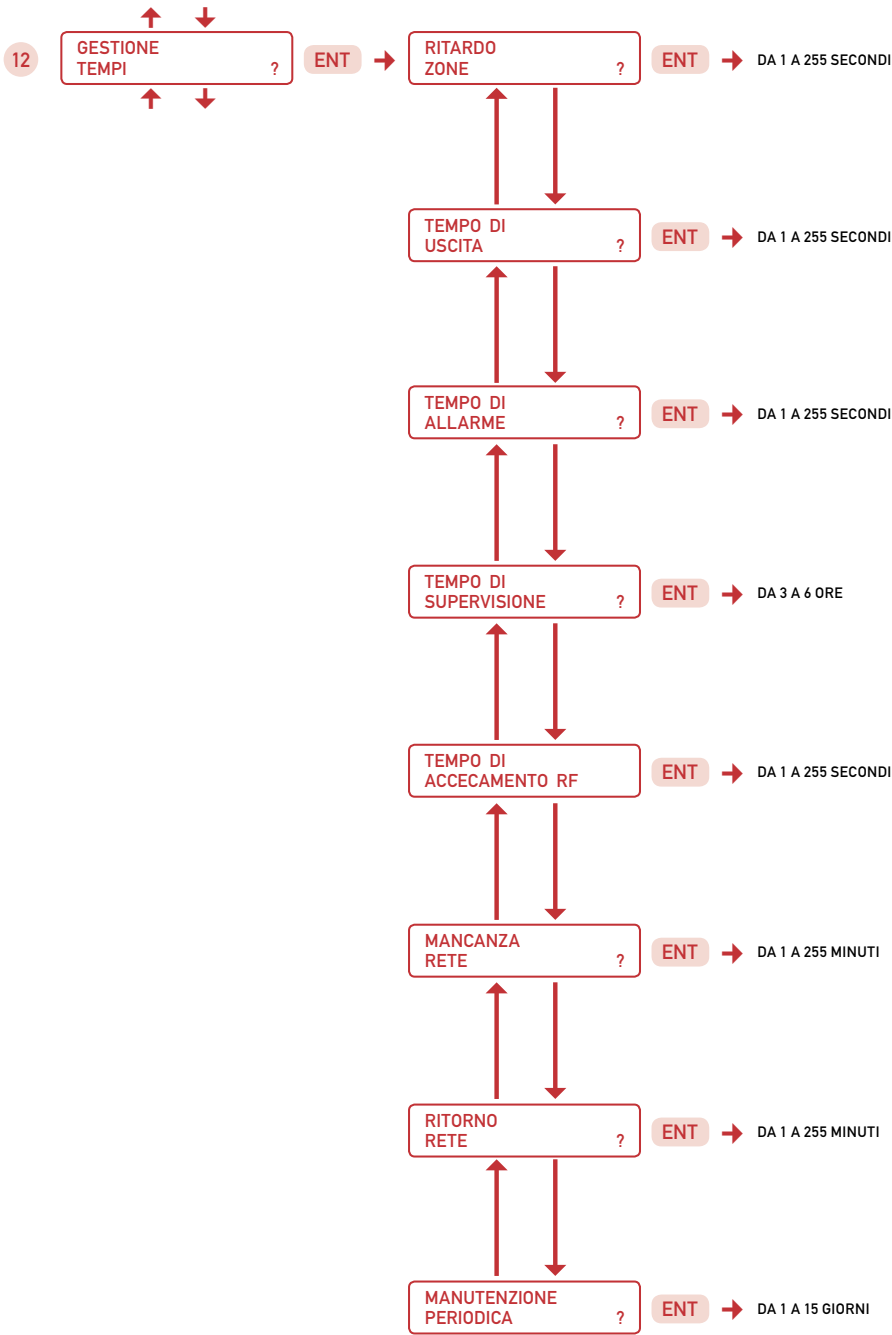 12
GESTIONE
TEMPI ?
ENT
RITARDO
ZONE ?
ENT
DA 1 A 255 SECONDI
TEMPO DI
USCITA ?
ENT
DA 1 A 255 SECONDI
TEMPO DI
ALLARME ?
ENT
DA 1 A 255 SECONDI
TEMPO DI
SUPERVISIONE ?
ENT
DA 3 A 6 ORE
TEMPO DI
ACCECAMENTO RF
ENT
DA 1 A 255 SECONDI
MANCANZA
RETE ?
ENT
DA 1 A 255 MINUTI
RITORNO
RETE ?
ENT
DA 1 A 255 MINUTI
MANUTENZIONE
PERIODICA ?
ENT
DA 1 A 15 GIORNI